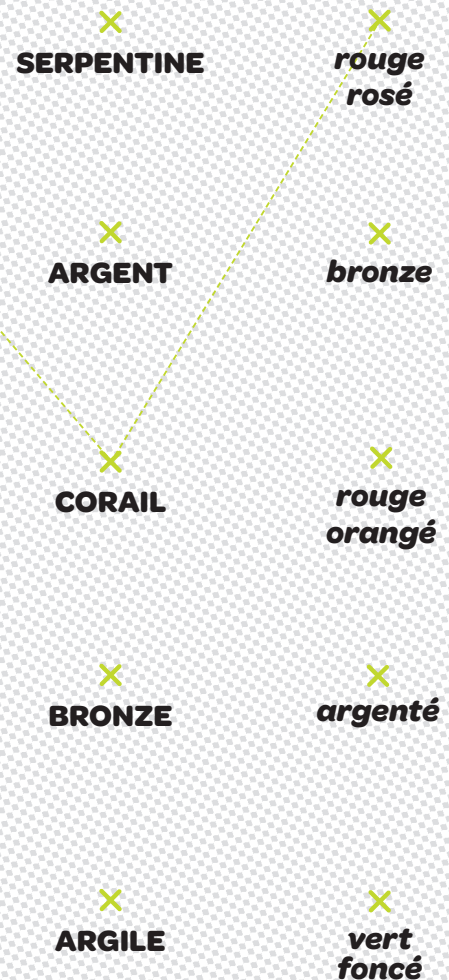 SERPENTINE
rouge
rosé
ARGENT
bronze
CORAIL
rouge
orangé
BRONZE
argenté
ARGILE
vert
foncé